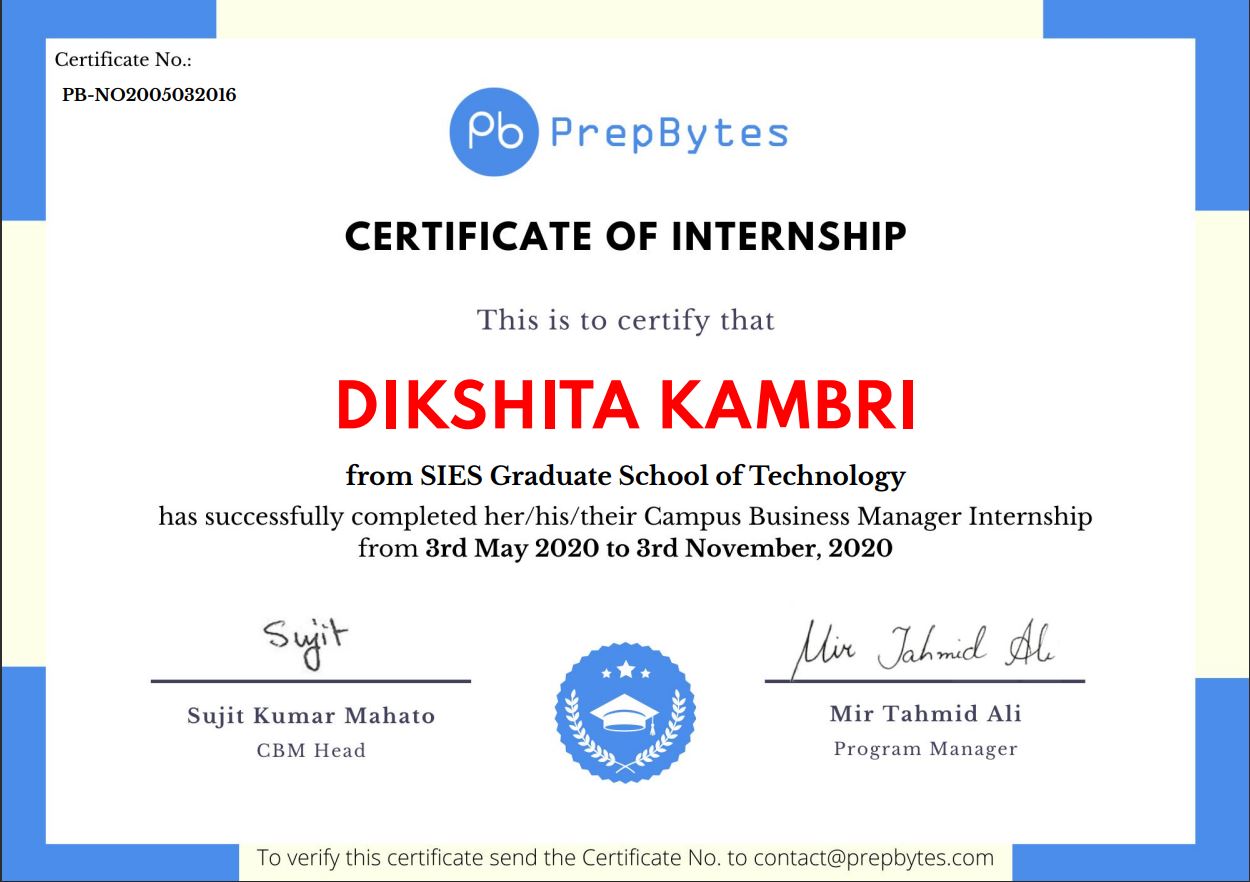 Certificate No.:
PB-NO2005032016
Pb PrepBytes
CERTIFICATE OF INTERNSHIP
This is to certify that
DIKSHITA KAMBRI
from SIES Graduate School of Technology
has successfully completed her/his/their Campus Business Manager Internship
from 3rd May 2020 to 3rd November, 2020
Sujit
Mir Tahmid Ali
Sujit Kumar Mahato
Mir Tahmid Ali
CBM Head
Program Manager
To verify this certificate send the Certificate No. to contact@prepbytes.com